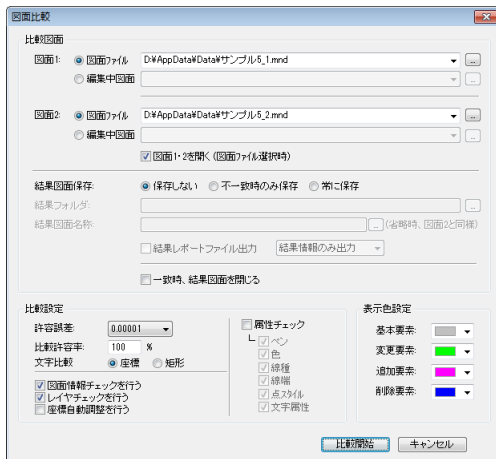 図面比較
比較図面
図面1: 図面ファイル D:¥AppData¥Data¥サンプル5_1.mnd ...
編集中図面 ...
図面2: 図面ファイル D:¥AppData¥Data¥サンプル5_2.mnd ...
編集中図面 ...
図面1・2を開く(図面ファイル選択時)
結果図面保存: 保存しない 不一致時のみ保存 常に保存
結果フォルダ: ...
結果図面名称: ... (省略時、図面2と同様)
結果レポートファイル出力 結果情報のみ出力
一致時、結果図面を閉じる
比較設定
許容誤差: 0.00001
比較許容率: 100 %
文字比較 座標 矩形
図面情報チェックを行う
レイヤチェックを行う
座標自動調整を行う
属性チェック
ペン
色
線種
線端
点スタイル
文字属性
表示色設定
基本要素:
変更要素:
追加要素:
削除要素:
比較開始 キャンセル